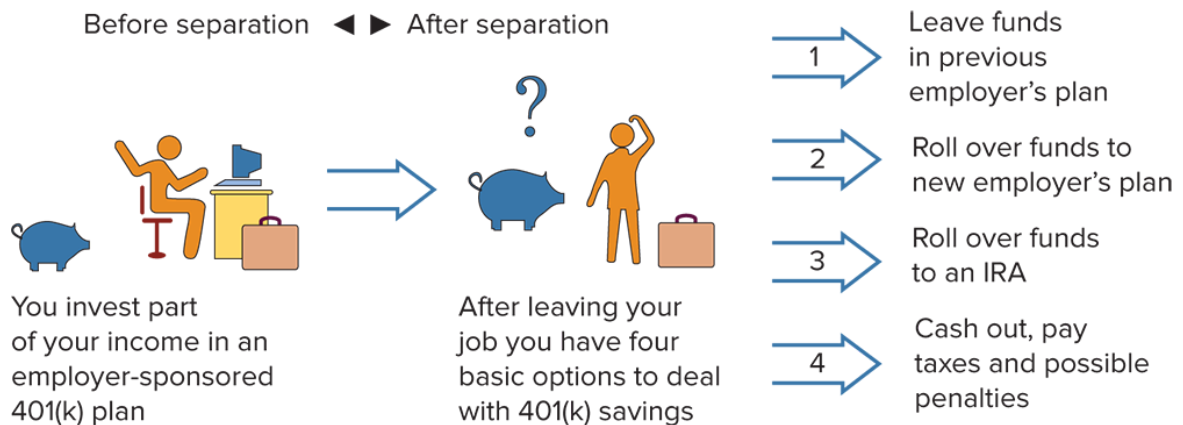 Before separation ◄ ► After separation
?
You invest part
of your income in an
employer-sponsored
401(k) plan
After leaving your
job you have four
basic options to deal
with 401(k) savings
1
Leave funds
in previous
employer’s plan
2
Roll over funds to
new employer’s plan
3
Roll over funds
to an IRA
4
Cash out, pay
taxes and possible
penalties